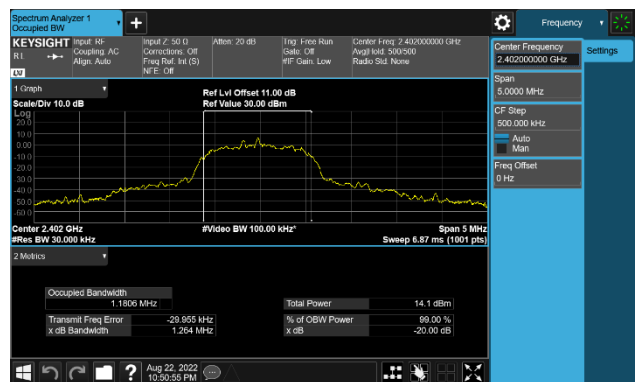 Spectrum Analyzer 1
Occupied BW
Frequency
KEYSIGHT
Input: RF
Coupling: AC
Align: Auto
Input Z: 50 Ω
Corrections: Off
Freq Ref: Int (S)
NFE: Off
Atten: 20 dB
Trig: Free Run
Gate: Off
#IF Gain: Low
Center Freq: 2.402000000 GHz
Avg|Hold: 500/500
Radio Std: None
LXI
Center Frequency
2.402000000 GHz
Settings
Span
5.0000 MHz
CF Step
500.000 kHz
Auto
Man
Freq Offset
0 Hz
1 Graph
Scale/Div 10.0 dB
Ref Lvl Offset 11.00 dB
Ref Value 30.00 dBm
Log
20.0
10.0
0.00
-10.0
-20.0
-30.0
-40.0
-50.0
-60.0
Center 2.402 GHz
#Res BW 30.000 kHz
#Video BW 100.00 kHz*
Span 5 MHz
Sweep 6.87 ms (1001 pts)
2 Metrics
Occupied Bandwidth
1.1806 MHz
Total Power 14.1 dBm
Transmit Freq Error -29.955 kHz
% of OBW Power 99.00 %
x dB Bandwidth 1.264 MHz
x dB -20.00 dB
Aug 22, 2022
10:50:55 PM